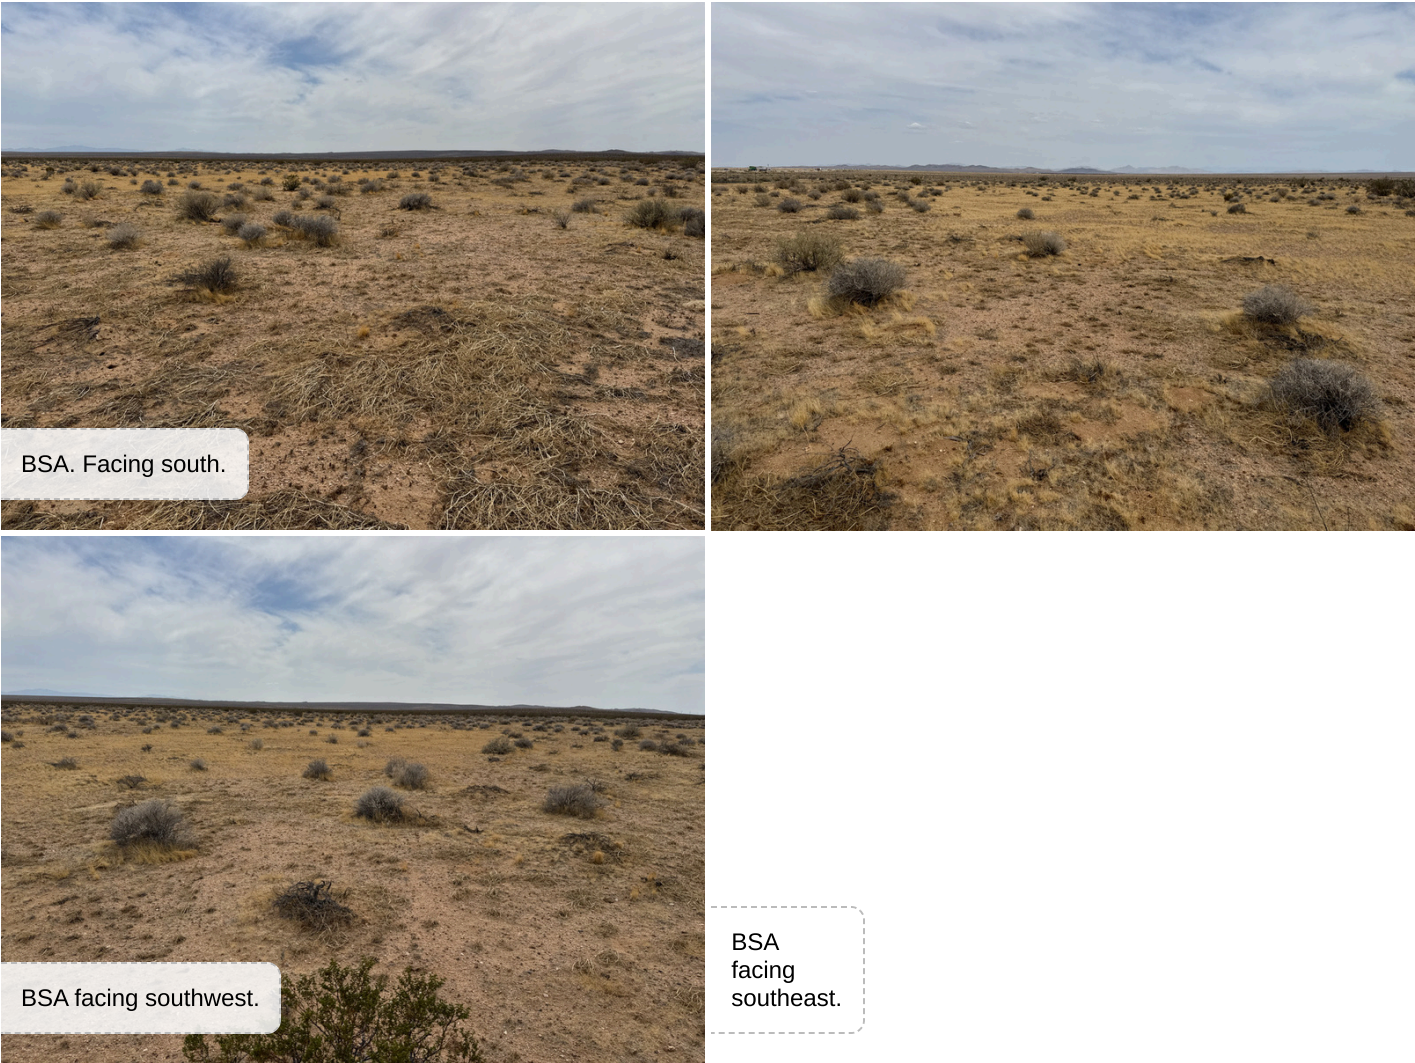 BSA. Facing south.
BSA facing southwest.
BSA
facing
southeast.